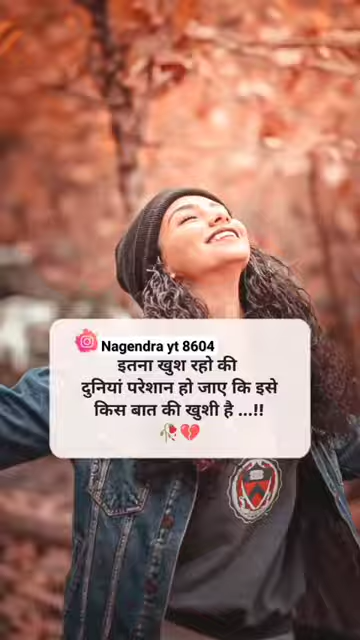 Nagendra yt 8604
इतना खुश रहो की
दुनियां परेशान हो जाए कि इसे
किस बात की खुशी है ...!!
🥀💔